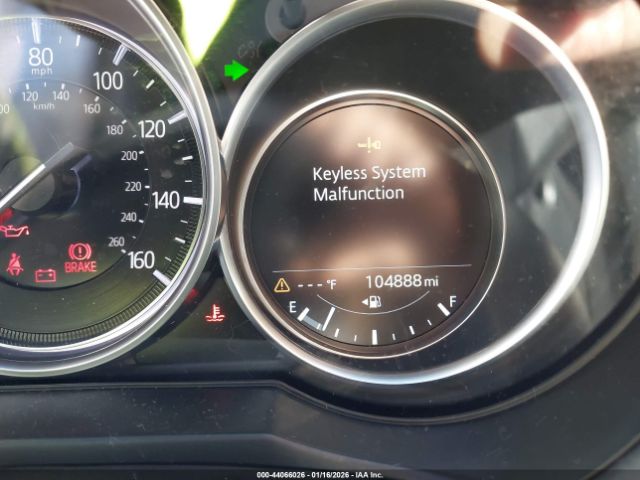 80
mph
100
120
140
160
100
120
140
160
km/h
180
200
220
240
260
BRAKE
Keyless System
Malfunction
- - - °F
104888 mi
E
F
000-44066026 - 01/16/2026 - IAA Inc.